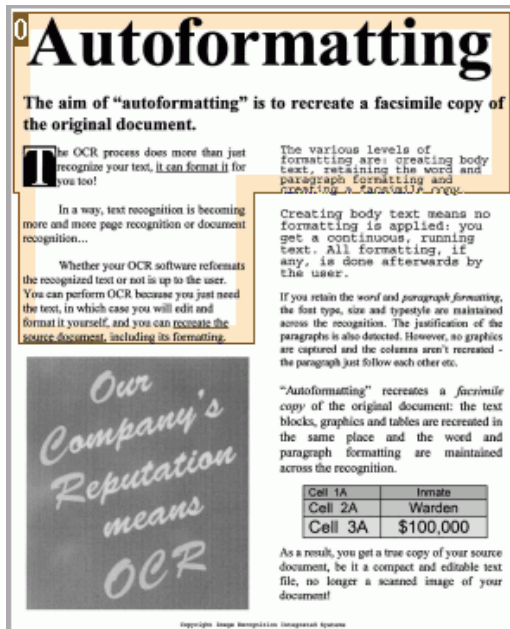 0
Autoformatting
The aim of “autoformatting” is to recreate a facsimile copy of
the original document.
The OCR process does more than just
recognize your text, it can format it for
you too!
In a way, text recognition is becoming
more and more page recognition or document
recognition...
Whether your OCR software reformats
the recognized text or not is up to the user.
You can perform OCR because you just need
the text, in which case you will edit and
format it yourself, and you can recreate the
source document, including its formatting.
Our
Company's
Reputation
means
OCR
The various levels of
formatting are: creating body
text, retaining the word and
paragraph formatting and
creating a facsimile copy.
Creating body text means no
formatting is applied: you
get a continuous, running
text. All formatting, if
any, is done afterwards by
the user.
If you retain the word and paragraph formatting,
the font type, size and typestyle are maintained
across the recognition. The justification of the
paragraphs is also detected. However, no graphics
are captured and the columns aren't recreated -
the paragraph just follow each other etc.
“Autoformatting” recreates a facsimile
copy of the original document: the text
blocks, graphics and tables are recreated in
the same place and the word and
paragraph formatting are maintained
across the recognition.
Cell 1A Inmate
Cell 2A Warden
Cell 3A $100,000
As a result, you get a true copy of your source
document, be it a compact and editable text
file, no longer a scanned image of your
document!
Copyright Image Recognition Integrated Systems